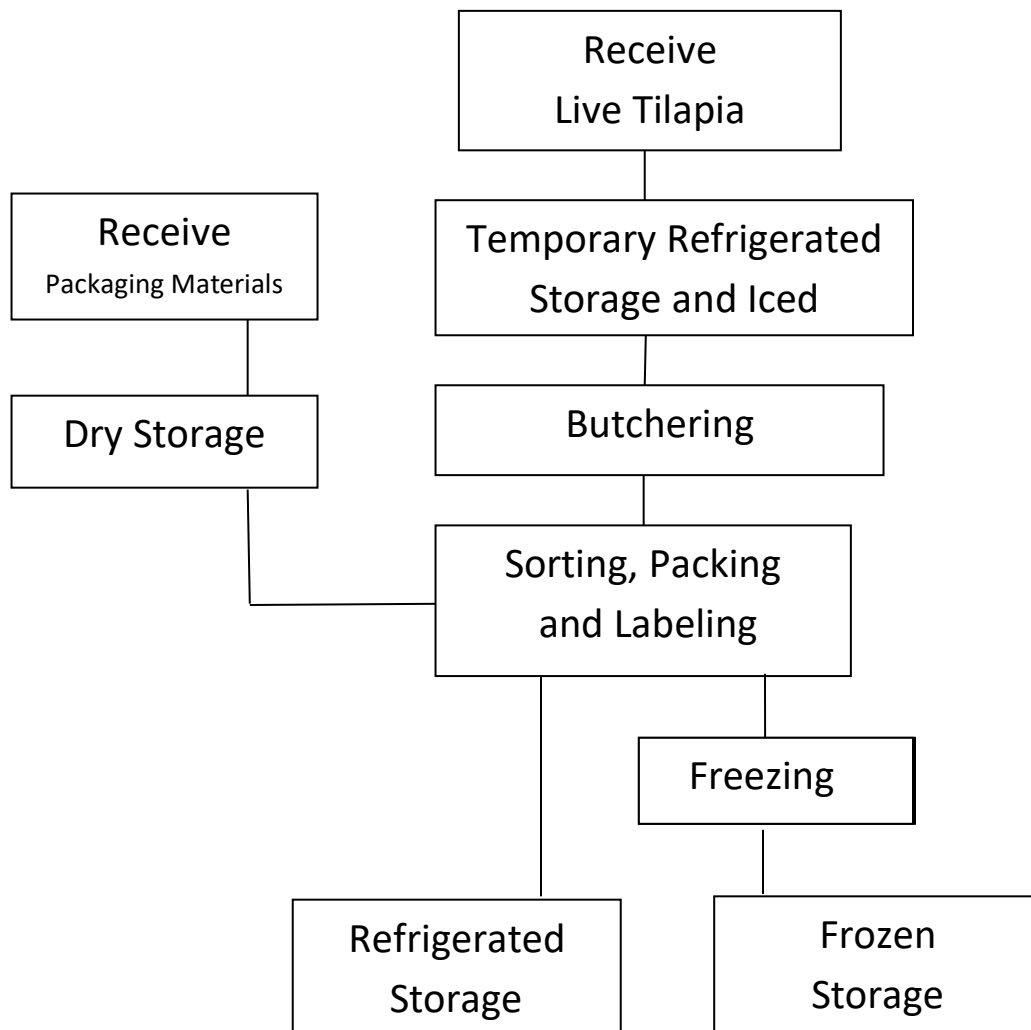 Receive
Live Tilapia
Receive
Packaging Materials
Temporary Refrigerated
Storage and Iced
Dry Storage
Butchering
Sorting, Packing
and Labeling
Freezing
Refrigerated
Storage
Frozen
Storage